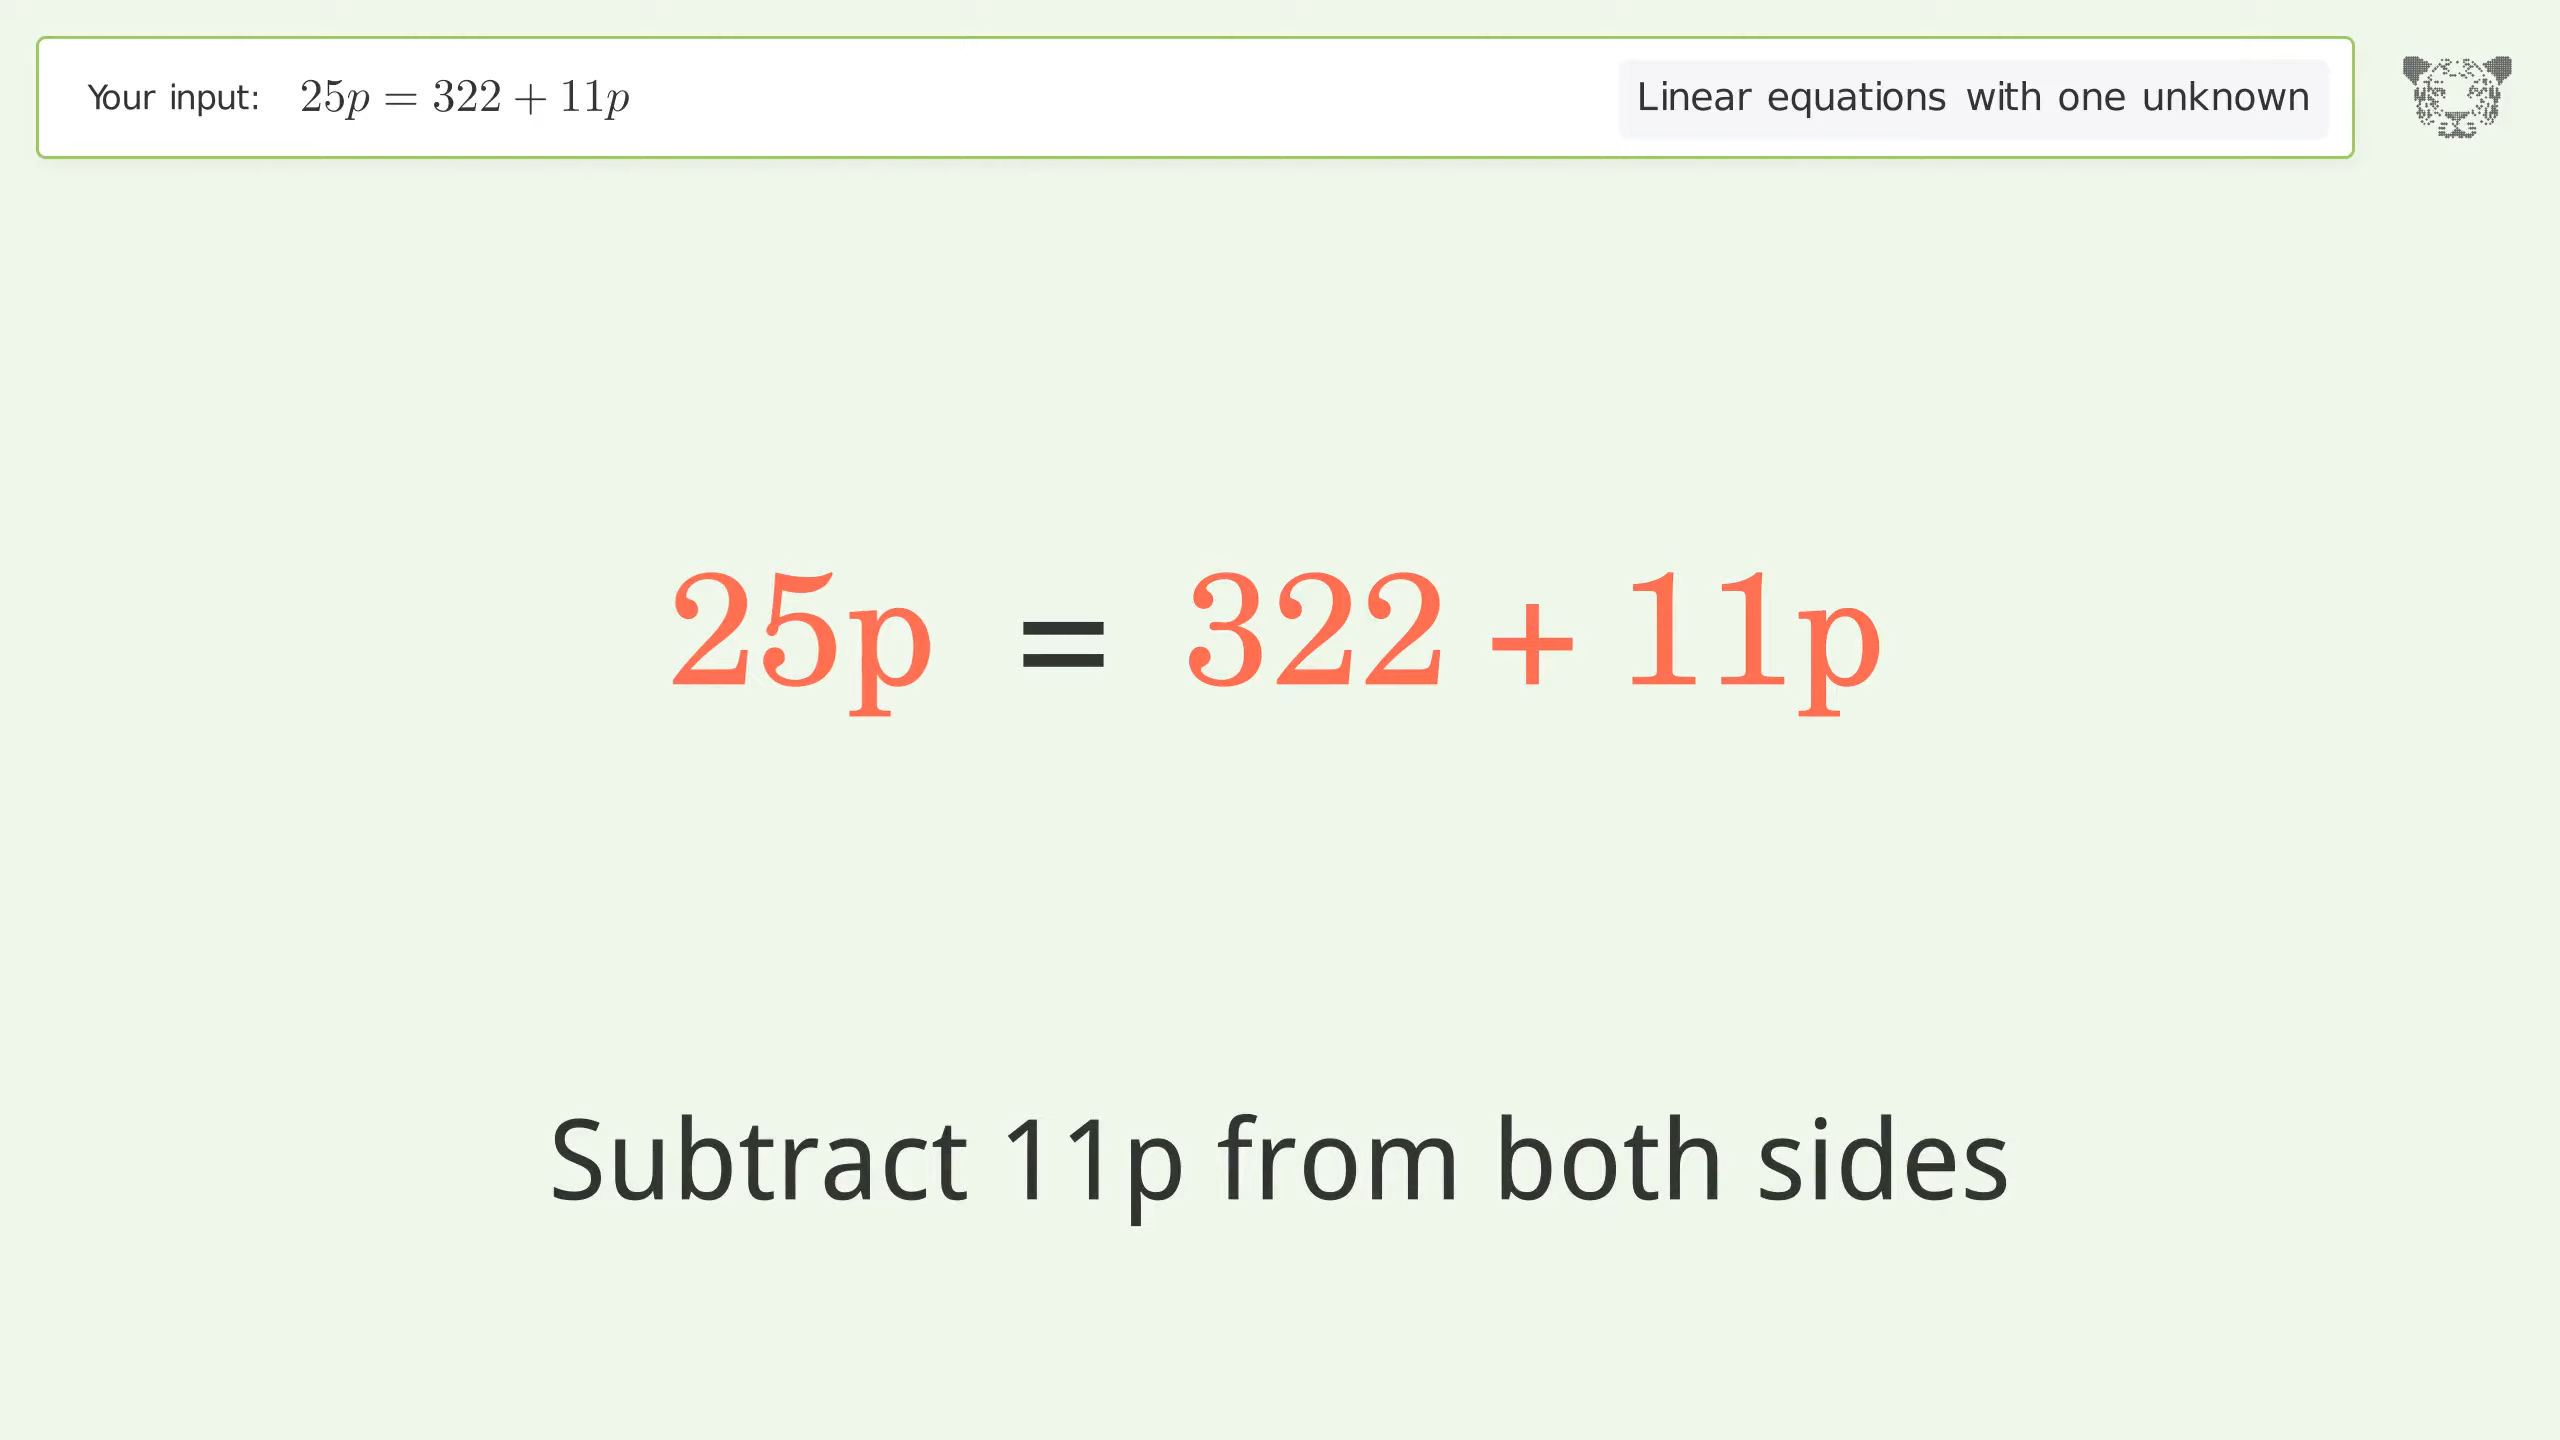 Your input: 25p = 322 + 11p
Linear equations with one unknown
25p = 322 + 11p
Subtract 11p from both sides